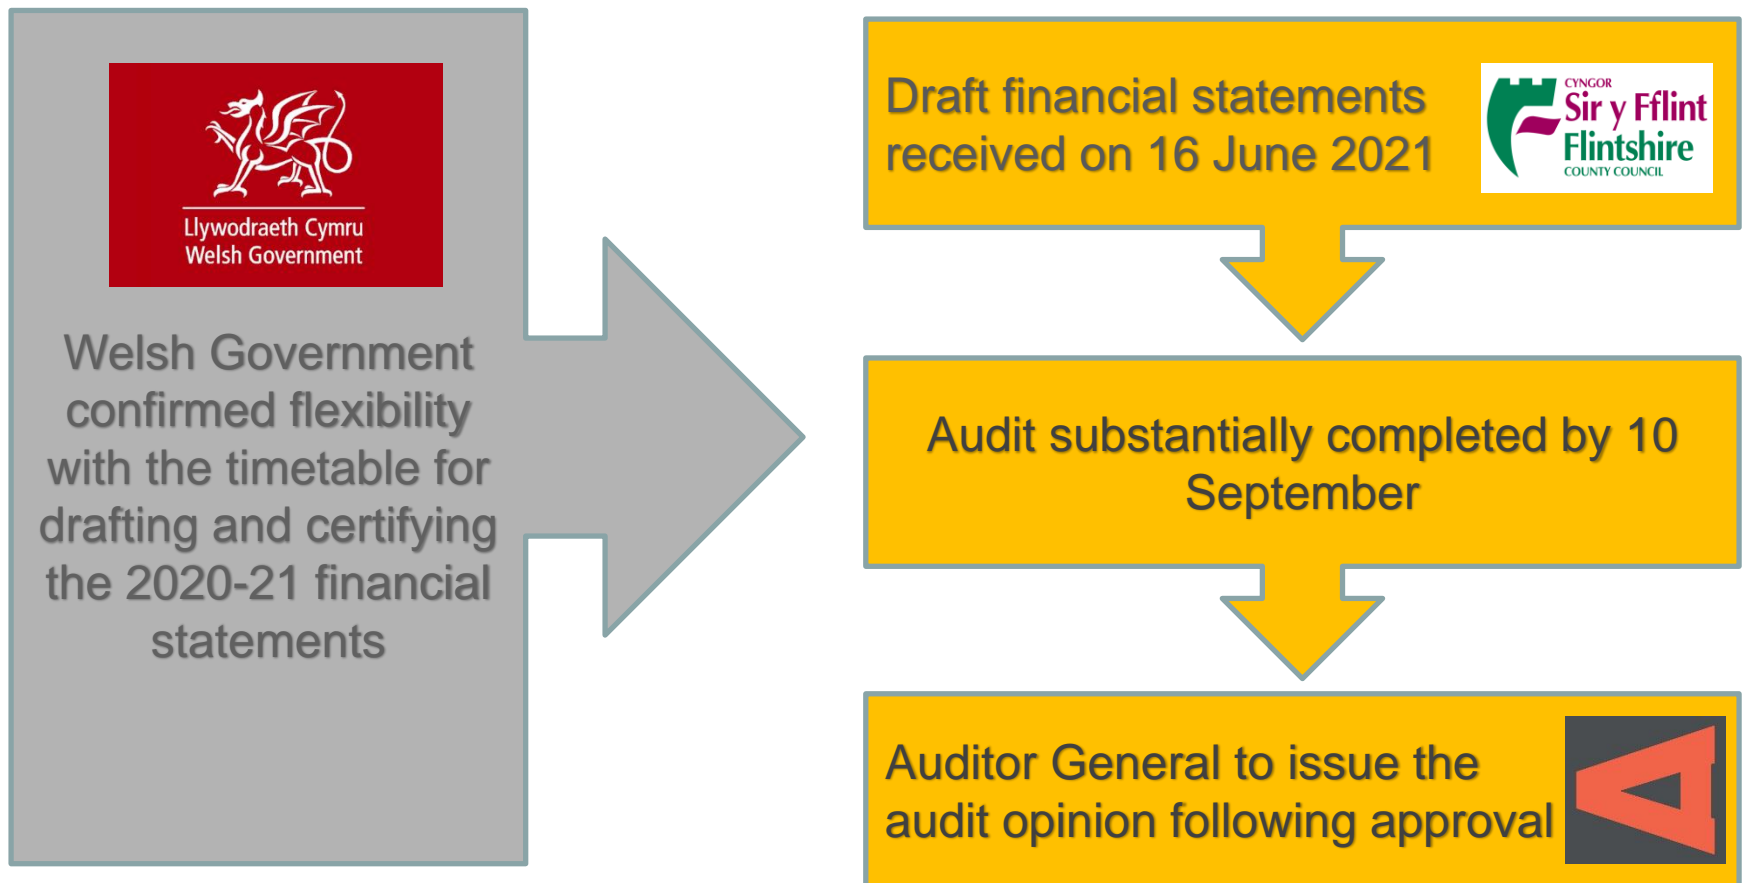 Llywodraeth Cymru
Welsh Government
Welsh Government
confirmed flexibility
with the timetable for
drafting and certifying
the 2020-21 financial
statements
Draft financial statements
received on 16 June 2021
CYNGOR
Sir y Fflint
Flintshire
COUNTY COUNCIL
Audit substantially completed by 10
September
Auditor General to issue the
audit opinion following approval
A